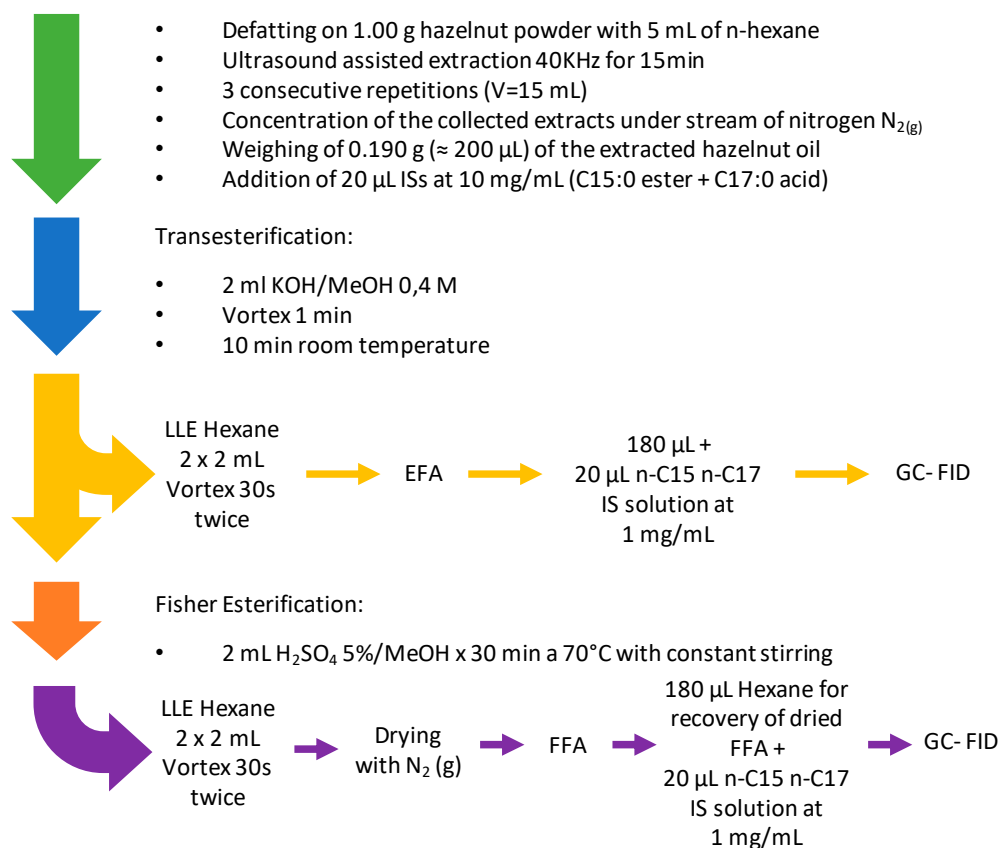 • Defatting on 1.00 g hazelnut powder with 5 mL of n-hexane
• Ultrasound assisted extraction 40KHz for 15min
• 3 consecutive repetitions (V=15 mL)
• Concentration of the collected extracts under stream of nitrogen N2(g)
• Weighing of 0.190 g (≈ 200 µL) of the extracted hazelnut oil
• Addition of 20 µL ISs at 10 mg/mL (C15:0 ester + C17:0 acid)
Transesterification:
• 2 ml KOH/MeOH 0,4 M
• Vortex 1 min
• 10 min room temperature
LLE Hexane
2 x 2 mL
Vortex 30s
twice
EFA
180 µL +
20 µL n-C15 n-C17
IS solution at
1 mg/mL
GC- FID
Fisher Esterification:
• 2 mL H2SO4 5%/MeOH x 30 min a 70°C with constant stirring
LLE Hexane
2 x 2 mL
Vortex 30s
twice
Drying
with N2 (g)
FFA
180 µL Hexane for
recovery of dried
FFA +
20 µL n-C15 n-C17
IS solution at
1 mg/mL
GC- FID